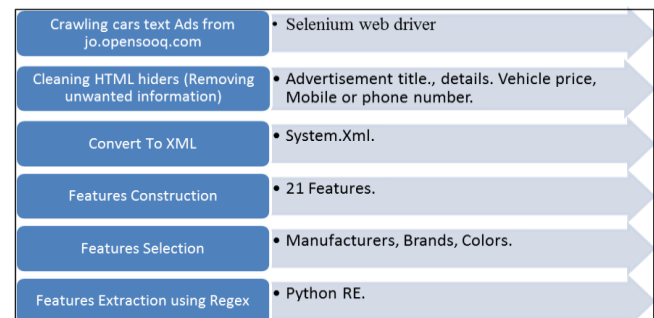 Crawling cars text Ads from
jo.opensooq.com
• Selenium web driver
Cleaning HTML hiders (Removing
unwanted information)
• Advertisement title., details. Vehicle price,
Mobile or phone number.
Convert To XML
• System.Xml.
Features Construction
• 21 Features.
Features Selection
• Manufacturers, Brands, Colors.
Features Extraction using Regex
• Python RE.